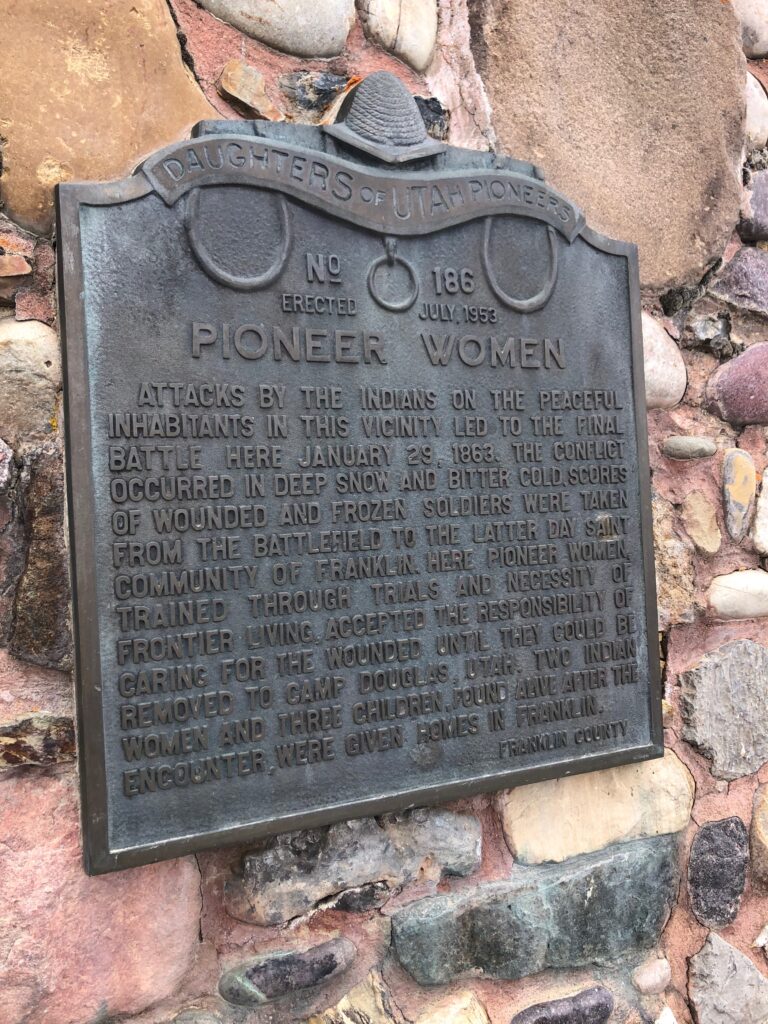 DAUGHTERS OF UTAH PIONEERS
No 186
ERECTED JULY, 1953
PIONEER WOMEN
ATTACKS BY THE INDIANS ON THE PEACEFUL
INHABITANTS IN THIS VICINITY LED TO THE FINAL
BATTLE HERE JANUARY 29, 1863. THE CONFLICT
OCCURRED IN DEEP SNOW AND BITTER COLD. SCORES
OF WOUNDED AND FROZEN SOLDIERS WERE TAKEN
FROM THE BATTLEFIELD TO THE LATTER DAY SAINT
COMMUNITY OF FRANKLIN. HERE PIONEER WOMEN,
TRAINED THROUGH TRIALS AND NECESSITY OF
FRONTIER LIVING, ACCEPTED THE RESPONSIBILITY OF
CARING FOR THE WOUNDED UNTIL THEY COULD BE
REMOVED TO CAMP DOUGLAS, UTAH. TWO INDIAN
WOMEN AND THREE CHILDREN, FOUND ALIVE AFTER THE
ENCOUNTER, WERE GIVEN HOMES IN FRANKLIN.
FRANKLIN COUNTY